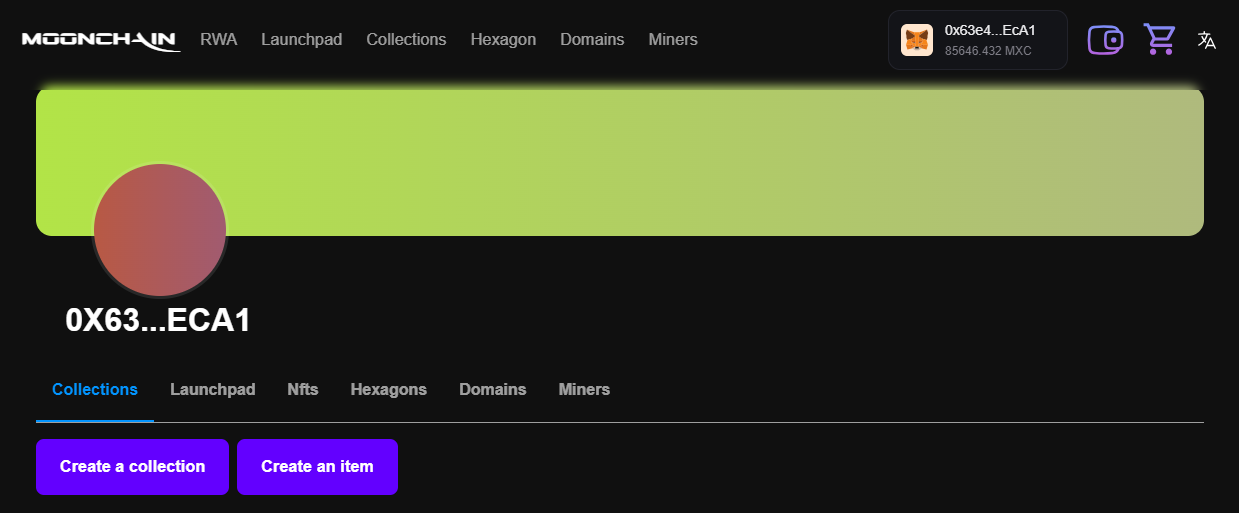 MOONCHAIN RWA Launchpad Collections Hexagon Domains Miners 0x63e4...EcA1
85646.432 MXC
0X63...ECA1
Collections Launchpad Nfts Hexagons Domains Miners
Create a collection Create an item